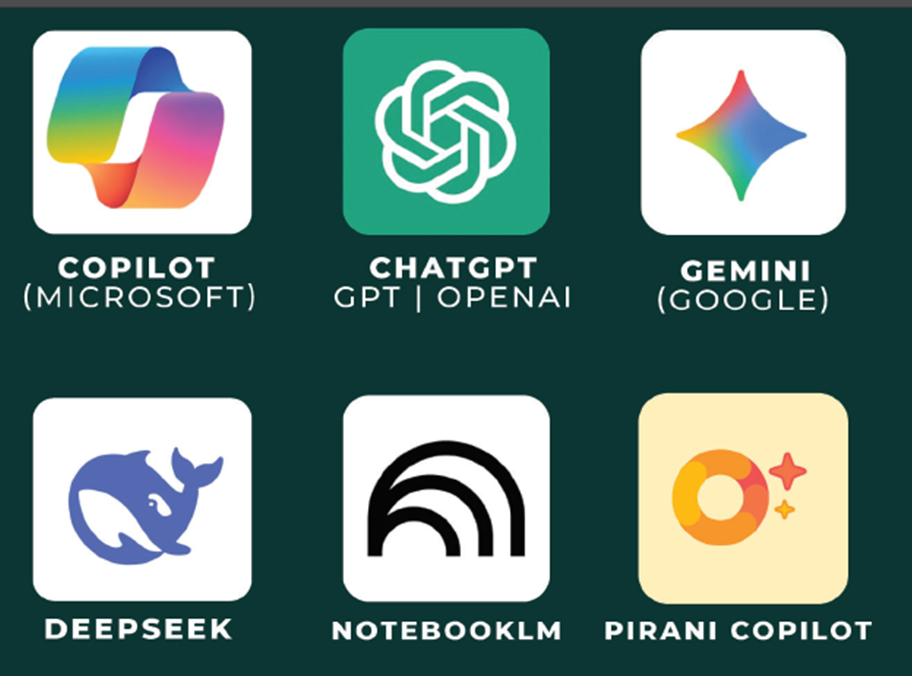 COPILOT
(MICROSOFT)
CHATGPT
GPT | OPENAI
GEMINI
(GOOGLE)
DEEPSEEK
NOTEBOOKLM
PIRANI COPILOT